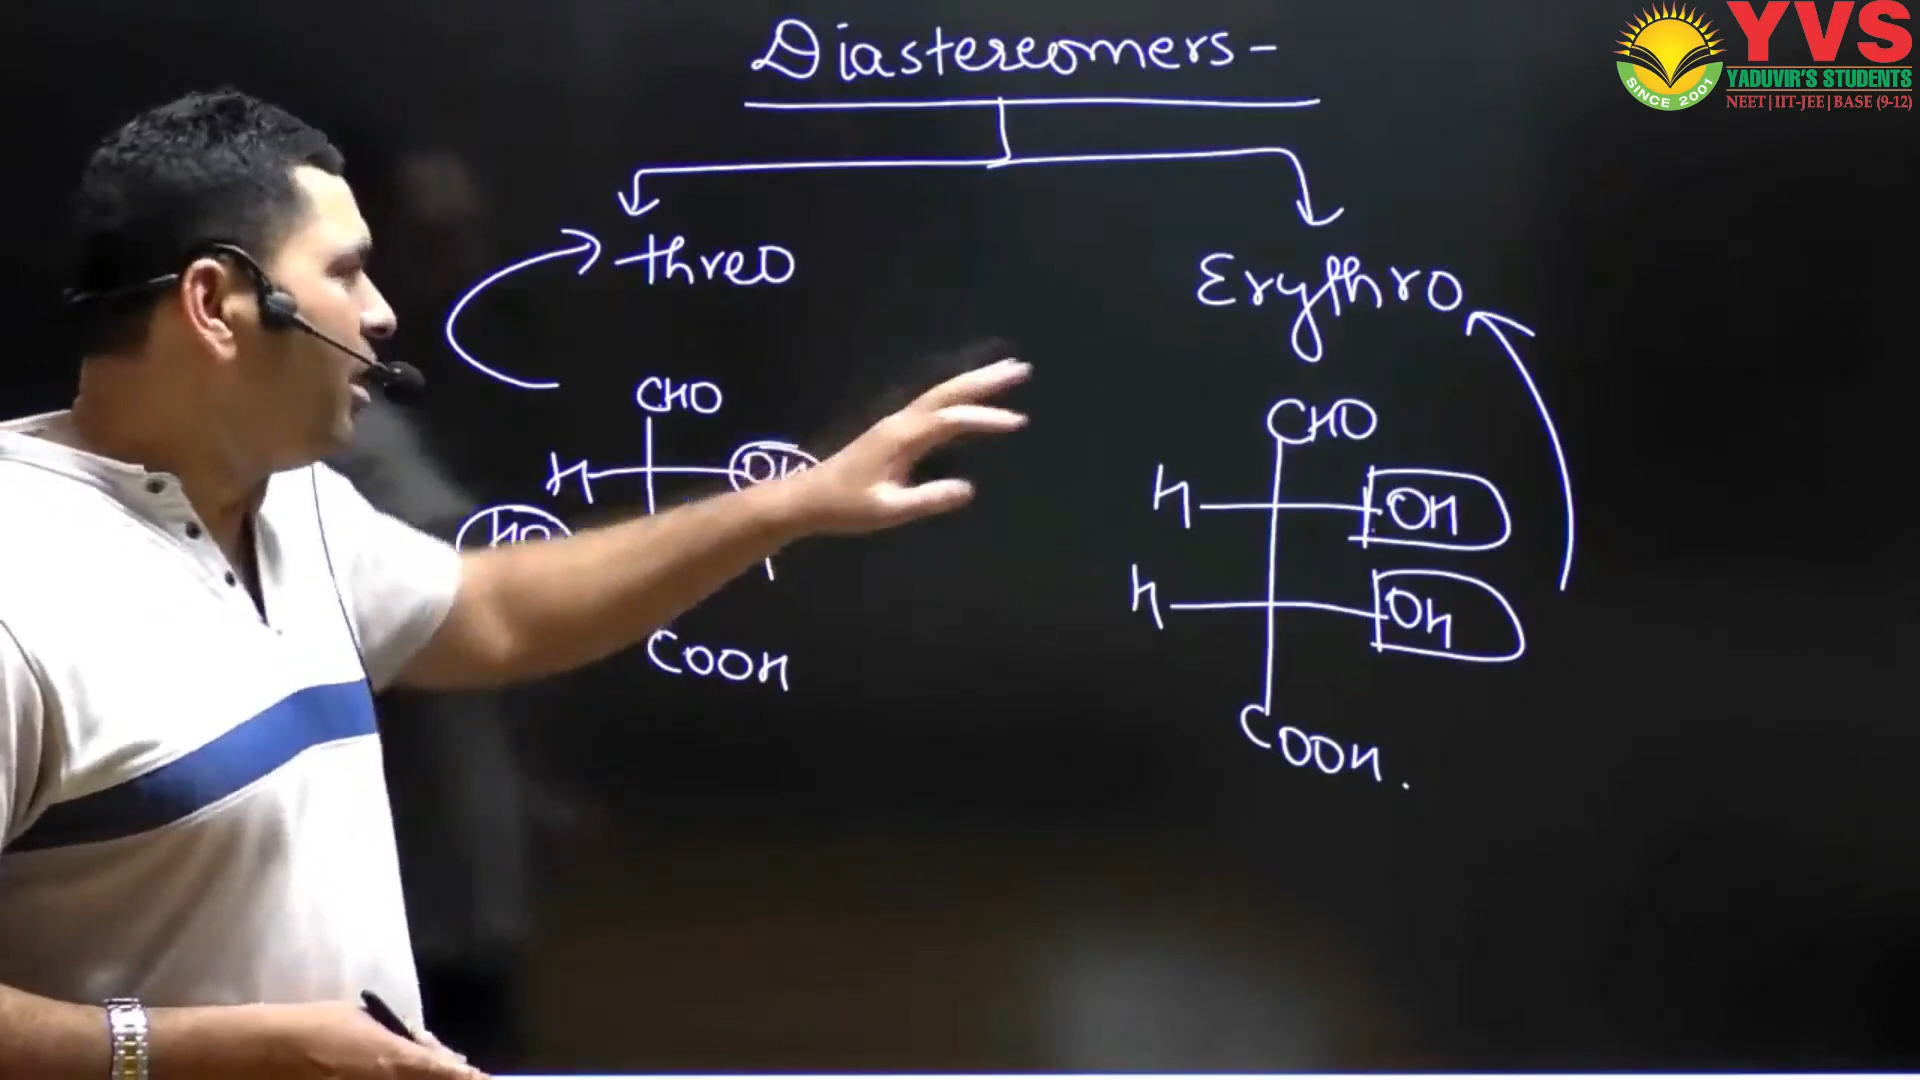 Diastereomers -
YVS
YADUVIR'S STUDENTS
NEET | IIT-JEE | BASE (9-12)
SINCE 2001
threo
Erythro
CHO
H OH
HO
COOH
CHO
H OH
H OH
COOH.